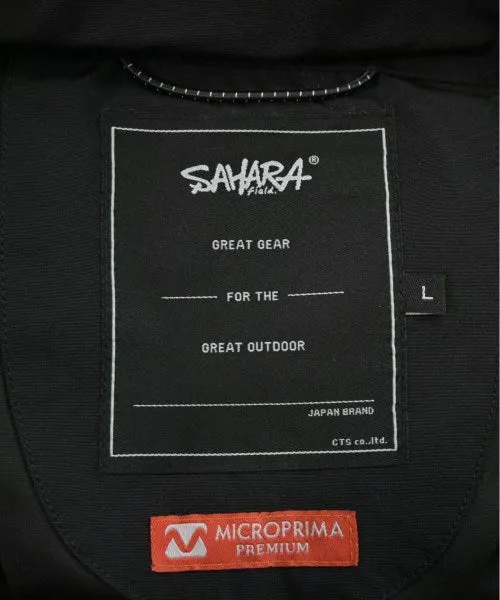 SAHARA®
Field.
GREAT GEAR
FOR THE
GREAT OUTDOOR
L
JAPAN BRAND
CTS co.,ltd.
MICROPRIMA
PREMIUM